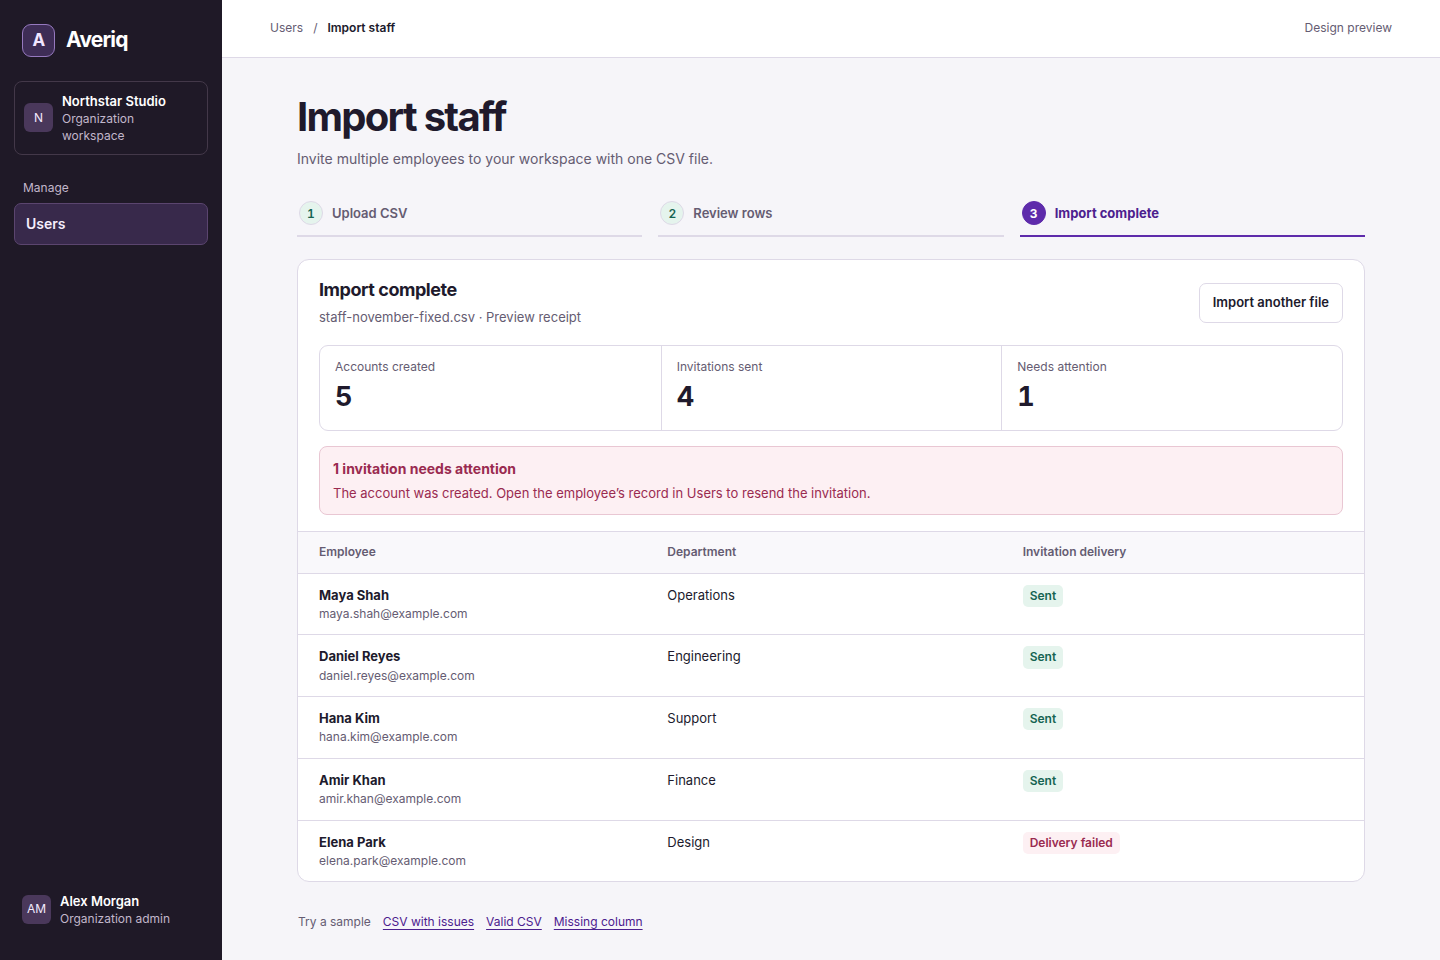 A Averiq
N
Northstar Studio
Organization
workspace
Manage
Users
AM
Alex Morgan
Organization admin
Users / Import staff
Design preview
Import staff
Invite multiple employees to your workspace with one CSV file.
1 Upload CSV
2 Review rows
3 Import complete
Import complete
staff-november-fixed.csv · Preview receipt
Import another file
Accounts created
5
Invitations sent
4
Needs attention
1
1 invitation needs attention
The account was created. Open the employee’s record in Users to resend the invitation.
Employee Department Invitation delivery
Maya Shah Operations Sent
maya.shah@example.com
Daniel Reyes Engineering Sent
daniel.reyes@example.com
Hana Kim Support Sent
hana.kim@example.com
Amir Khan Finance Sent
amir.khan@example.com
Elena Park Design Delivery failed
elena.park@example.com
Try a sample CSV with issues Valid CSV Missing column